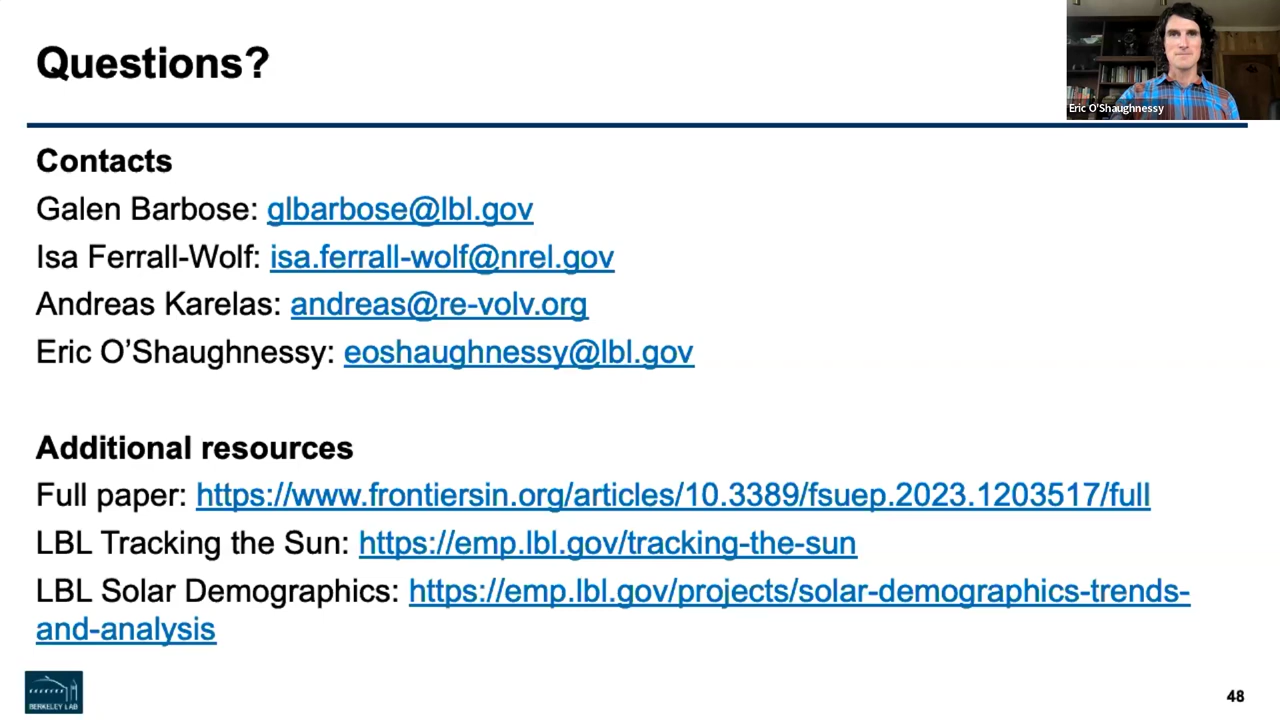 Questions?
Eric O'Shaughnessy
Contacts
Galen Barbose: glbarbose@lbl.gov
Isa Ferrall-Wolf: isa.ferrall-wolf@nrel.gov
Andreas Karelas: andreas@re-volv.org
Eric O’Shaughnessy: eoshaughnessy@lbl.gov
Additional resources
Full paper: https://www.frontiersin.org/articles/10.3389/fsuep.2023.1203517/full
LBL Tracking the Sun: https://emp.lbl.gov/tracking-the-sun
LBL Solar Demographics: https://emp.lbl.gov/projects/solar-demographics-trends-
and-analysis
BERKELEY LAB
48